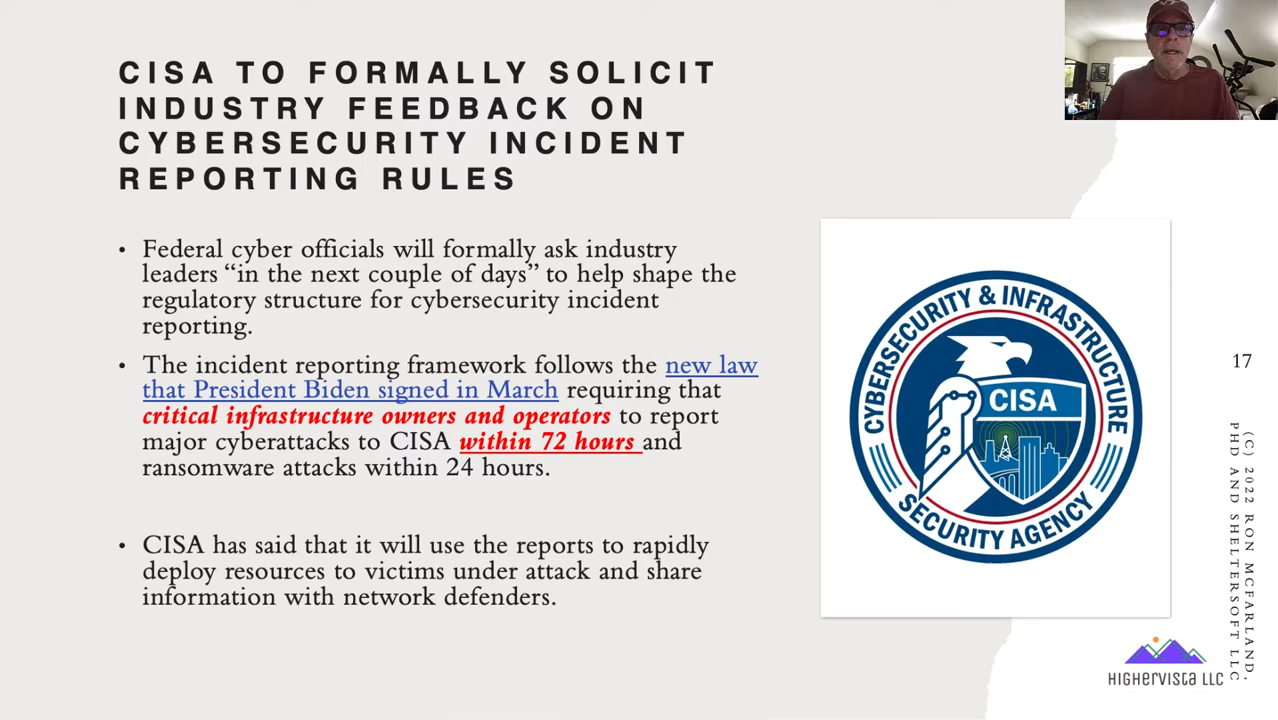 CISA TO FORMALLY SOLICIT
INDUSTRY FEEDBACK ON
CYBERSECURITY INCIDENT
REPORTING RULES
• Federal cyber officials will formally ask industry
leaders “in the next couple of days” to help shape the
regulatory structure for cybersecurity incident
reporting.
• The incident reporting framework follows the new law
that President Biden signed in March requiring that
critical infrastructure owners and operators to report
major cyberattacks to CISA within 72 hours and
ransomware attacks within 24 hours.
• CISA has said that it will use the reports to rapidly
deploy resources to victims under attack and share
information with network defenders.
CYBERSECURITY & INFRASTRUCTURE
CISA
SECURITY AGENCY
17
(C) 2022 RON MCFARLAND,
PHD AND SHELTERSOFT LLC
HIGHERVISTA LLC